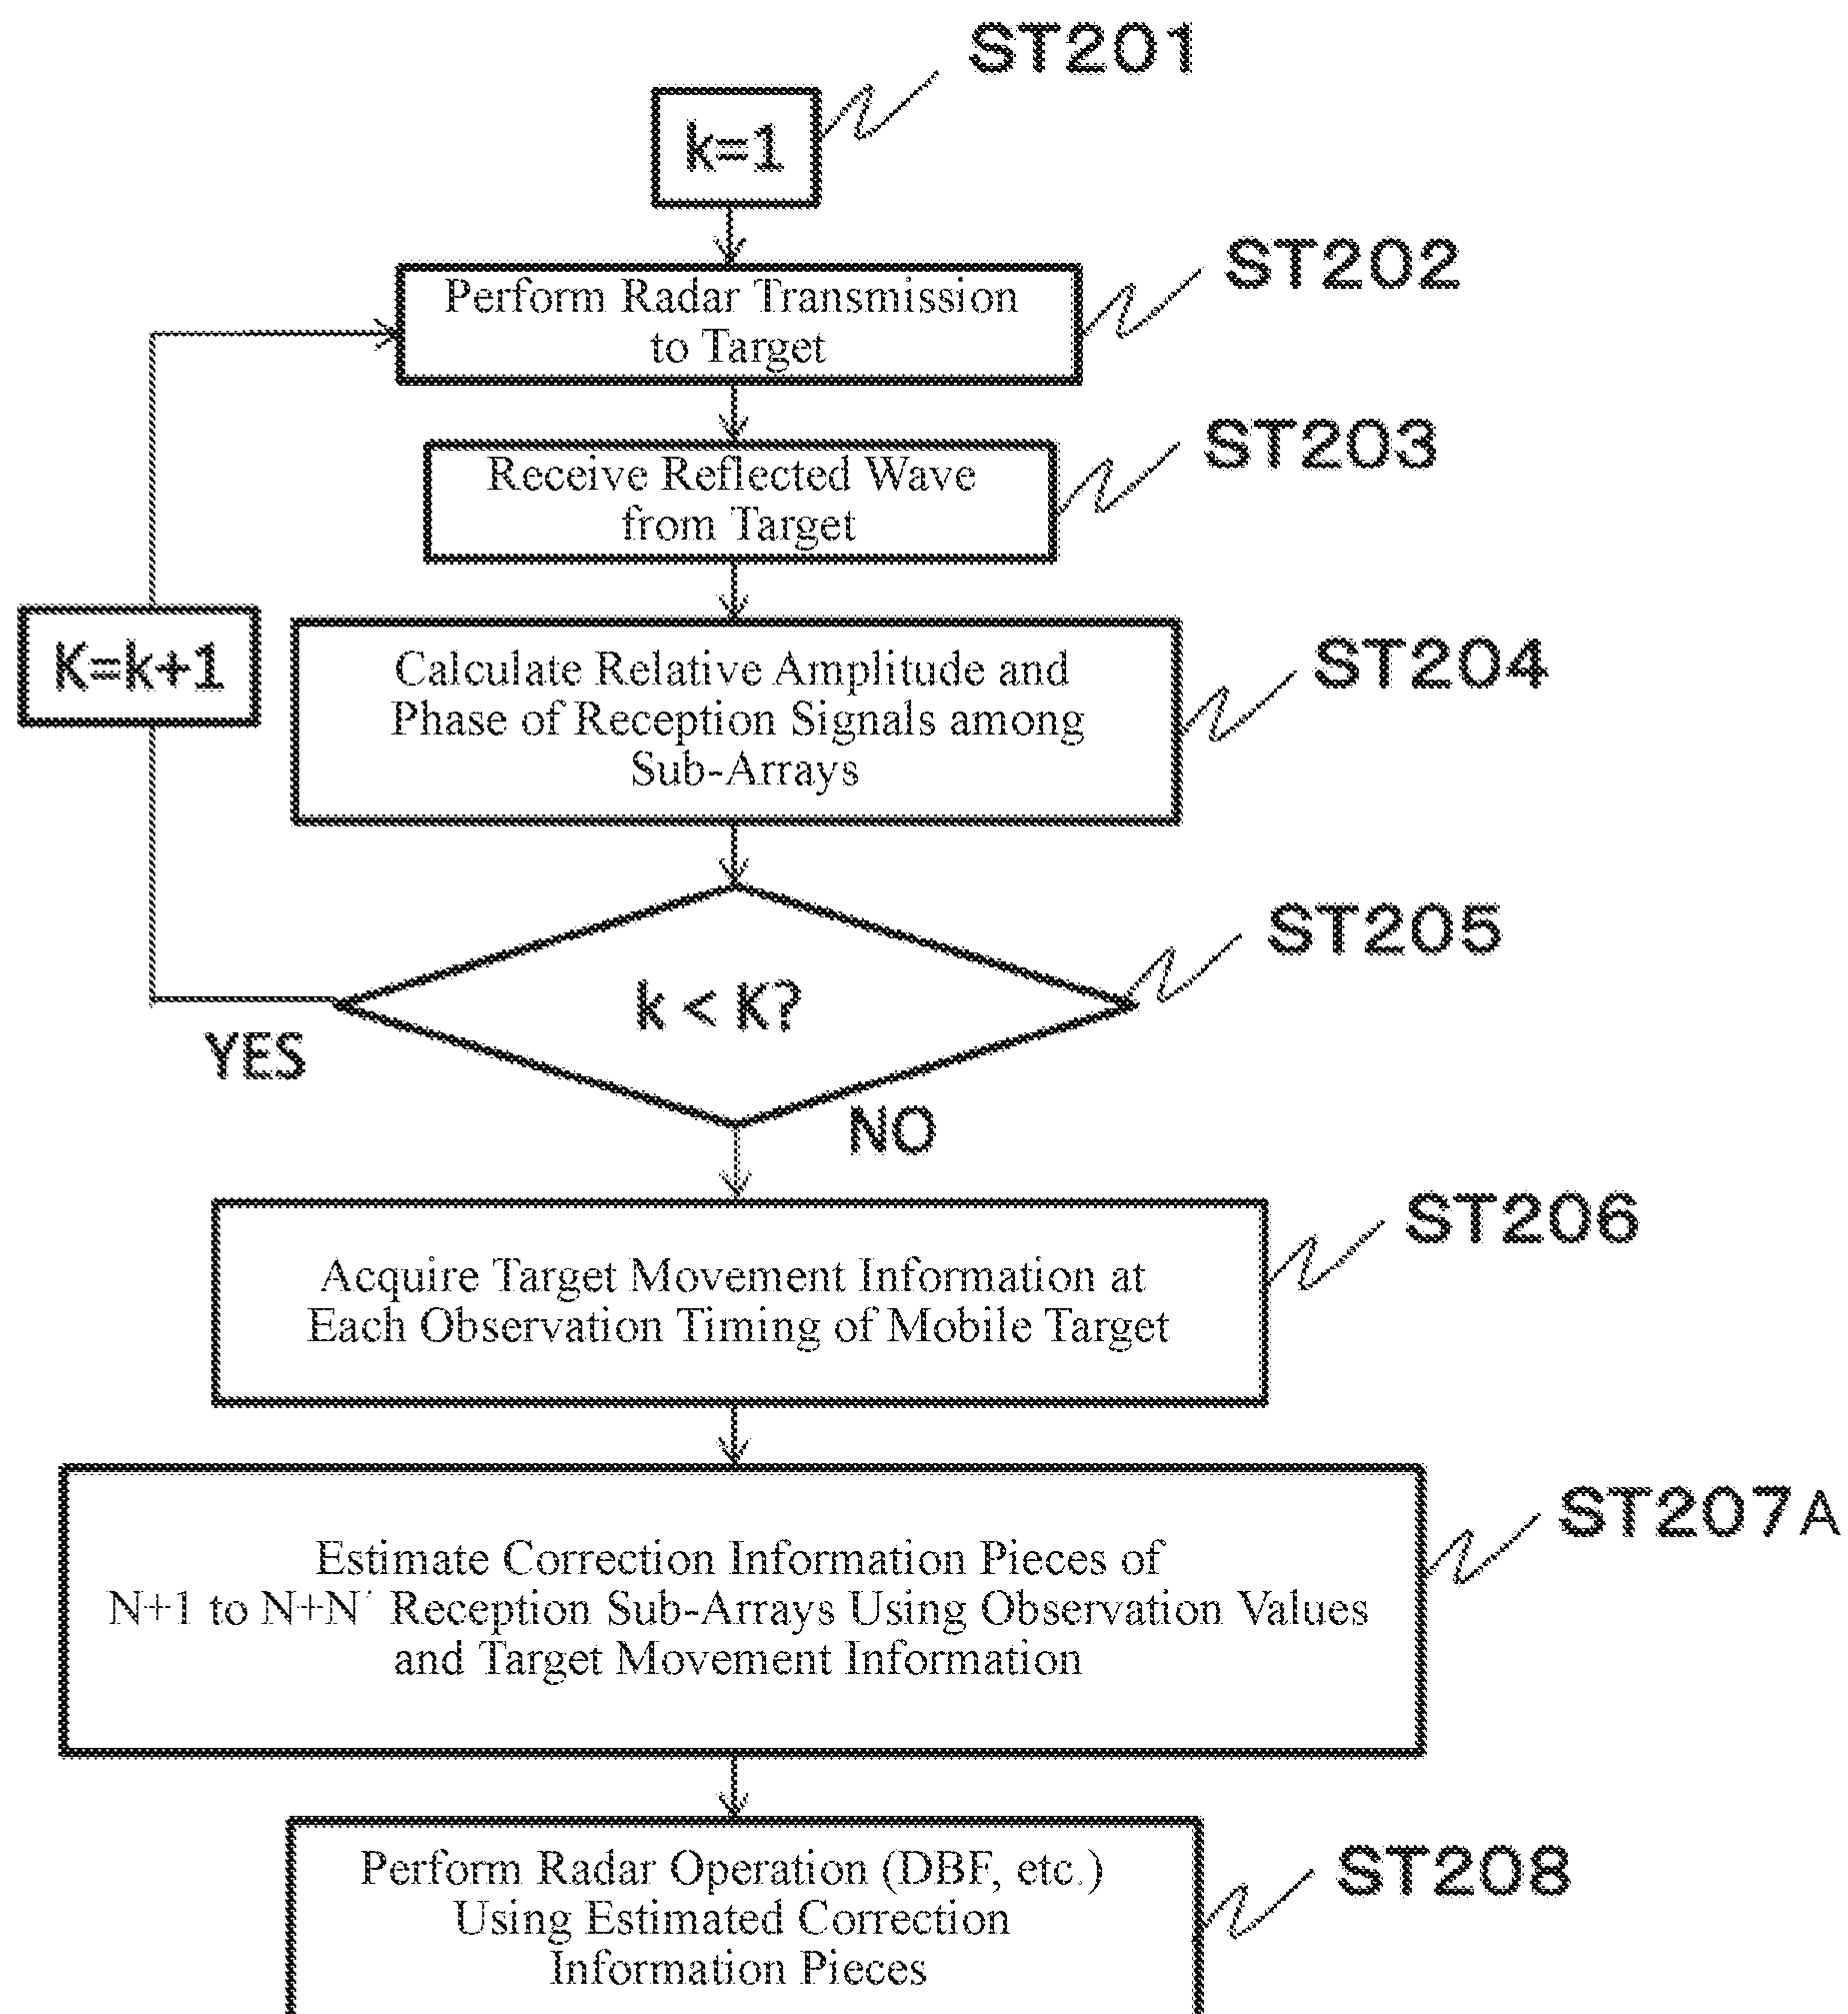 ST201
k=1
ST202
Perform Radar Transmission
to Target
ST203
Receive Reflected Wave
from Target
K=k+1
ST204
Calculate Relative Amplitude and
Phase of Reception Signals among
Sub-Arrays
ST205
k < K?
YES
NO
ST206
Acquire Target Movement Information at
Each Observation Timing of Mobile Target
ST207A
Estimate Correction Information Pieces of
N+1 to N+N´ Reception Sub-Arrays Using Observation Values
and Target Movement Information
ST208
Perform Radar Operation (DBF, etc.)
Using Estimated Correction
Information Pieces